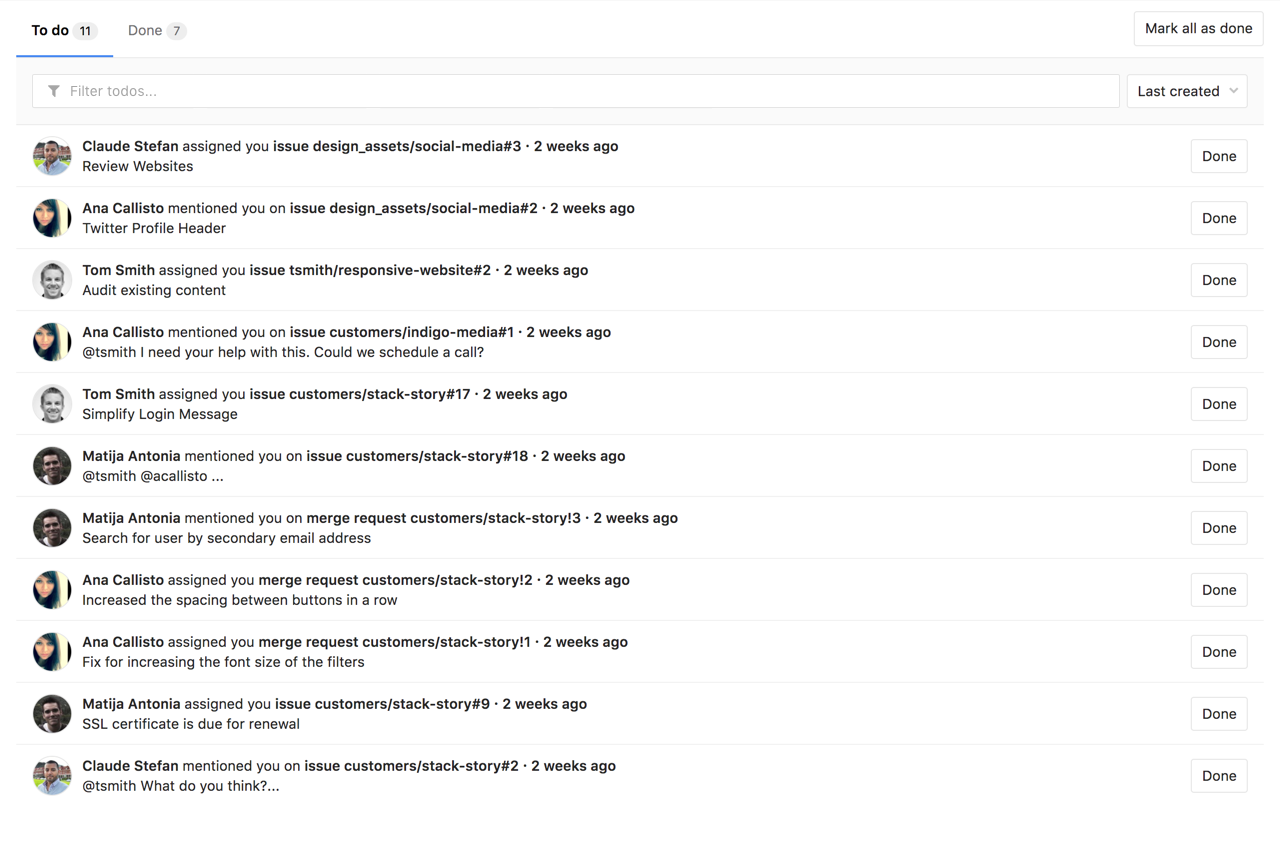 To do 11 Done 7 Mark all as done
Filter todos... Last created
Claude Stefan assigned you issue design_assets/social-media#3 · 2 weeks ago
Review Websites
Done
Ana Callisto mentioned you on issue design_assets/social-media#2 · 2 weeks ago
Twitter Profile Header
Done
Tom Smith assigned you issue tsmith/responsive-website#2 · 2 weeks ago
Audit existing content
Done
Ana Callisto mentioned you on issue customers/indigo-media#1 · 2 weeks ago
@tsmith I need your help with this. Could we schedule a call?
Done
Tom Smith assigned you issue customers/stack-story#17 · 2 weeks ago
Simplify Login Message
Done
Matija Antonia mentioned you on issue customers/stack-story#18 · 2 weeks ago
@tsmith @acallisto ...
Done
Matija Antonia mentioned you on merge request customers/stack-story!3 · 2 weeks ago
Search for user by secondary email address
Done
Ana Callisto assigned you merge request customers/stack-story!2 · 2 weeks ago
Increased the spacing between buttons in a row
Done
Ana Callisto assigned you merge request customers/stack-story!1 · 2 weeks ago
Fix for increasing the font size of the filters
Done
Matija Antonia assigned you issue customers/stack-story#9 · 2 weeks ago
SSL certificate is due for renewal
Done
Claude Stefan mentioned you on issue customers/stack-story#2 · 2 weeks ago
@tsmith What do you think?...
Done